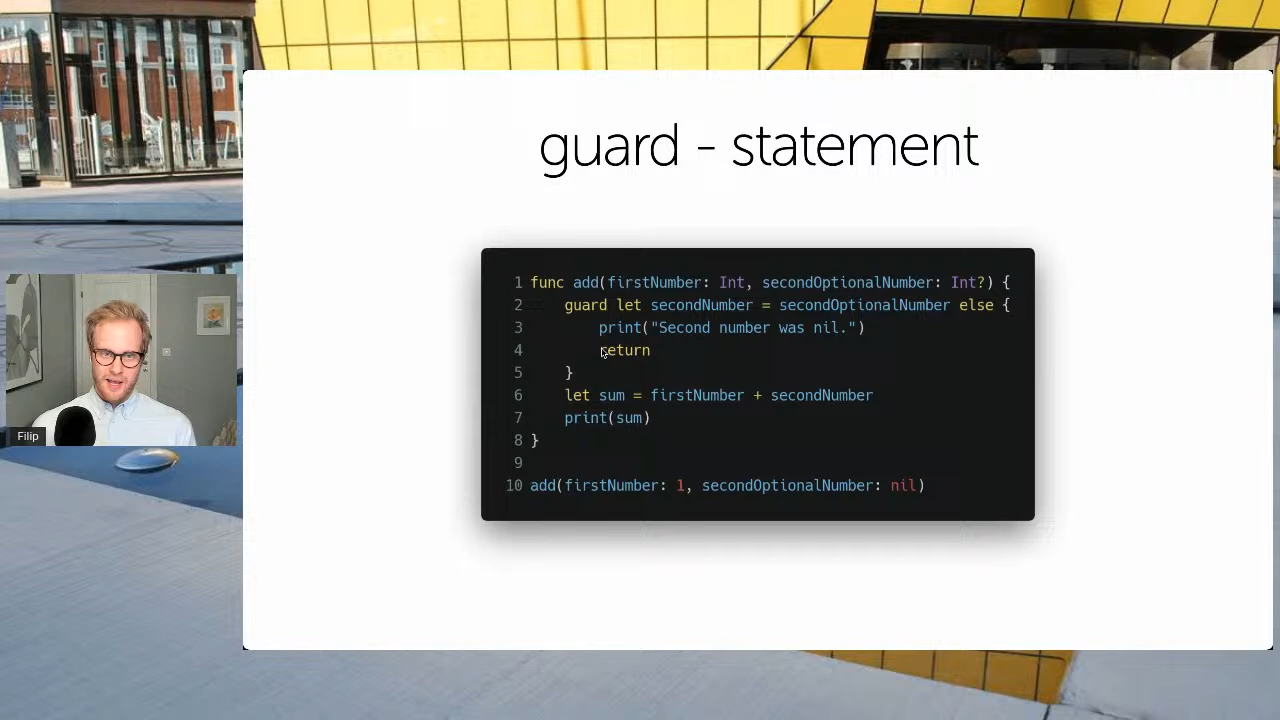 guard - statement
1 func add(firstNumber: Int, secondOptionalNumber: Int?) {
2     guard let secondNumber = secondOptionalNumber else {
3         print("Second number was nil.")
4         return
5     }
6     let sum = firstNumber + secondNumber
7     print(sum)
8 }
9
10 add(firstNumber: 1, secondOptionalNumber: nil)
Filip